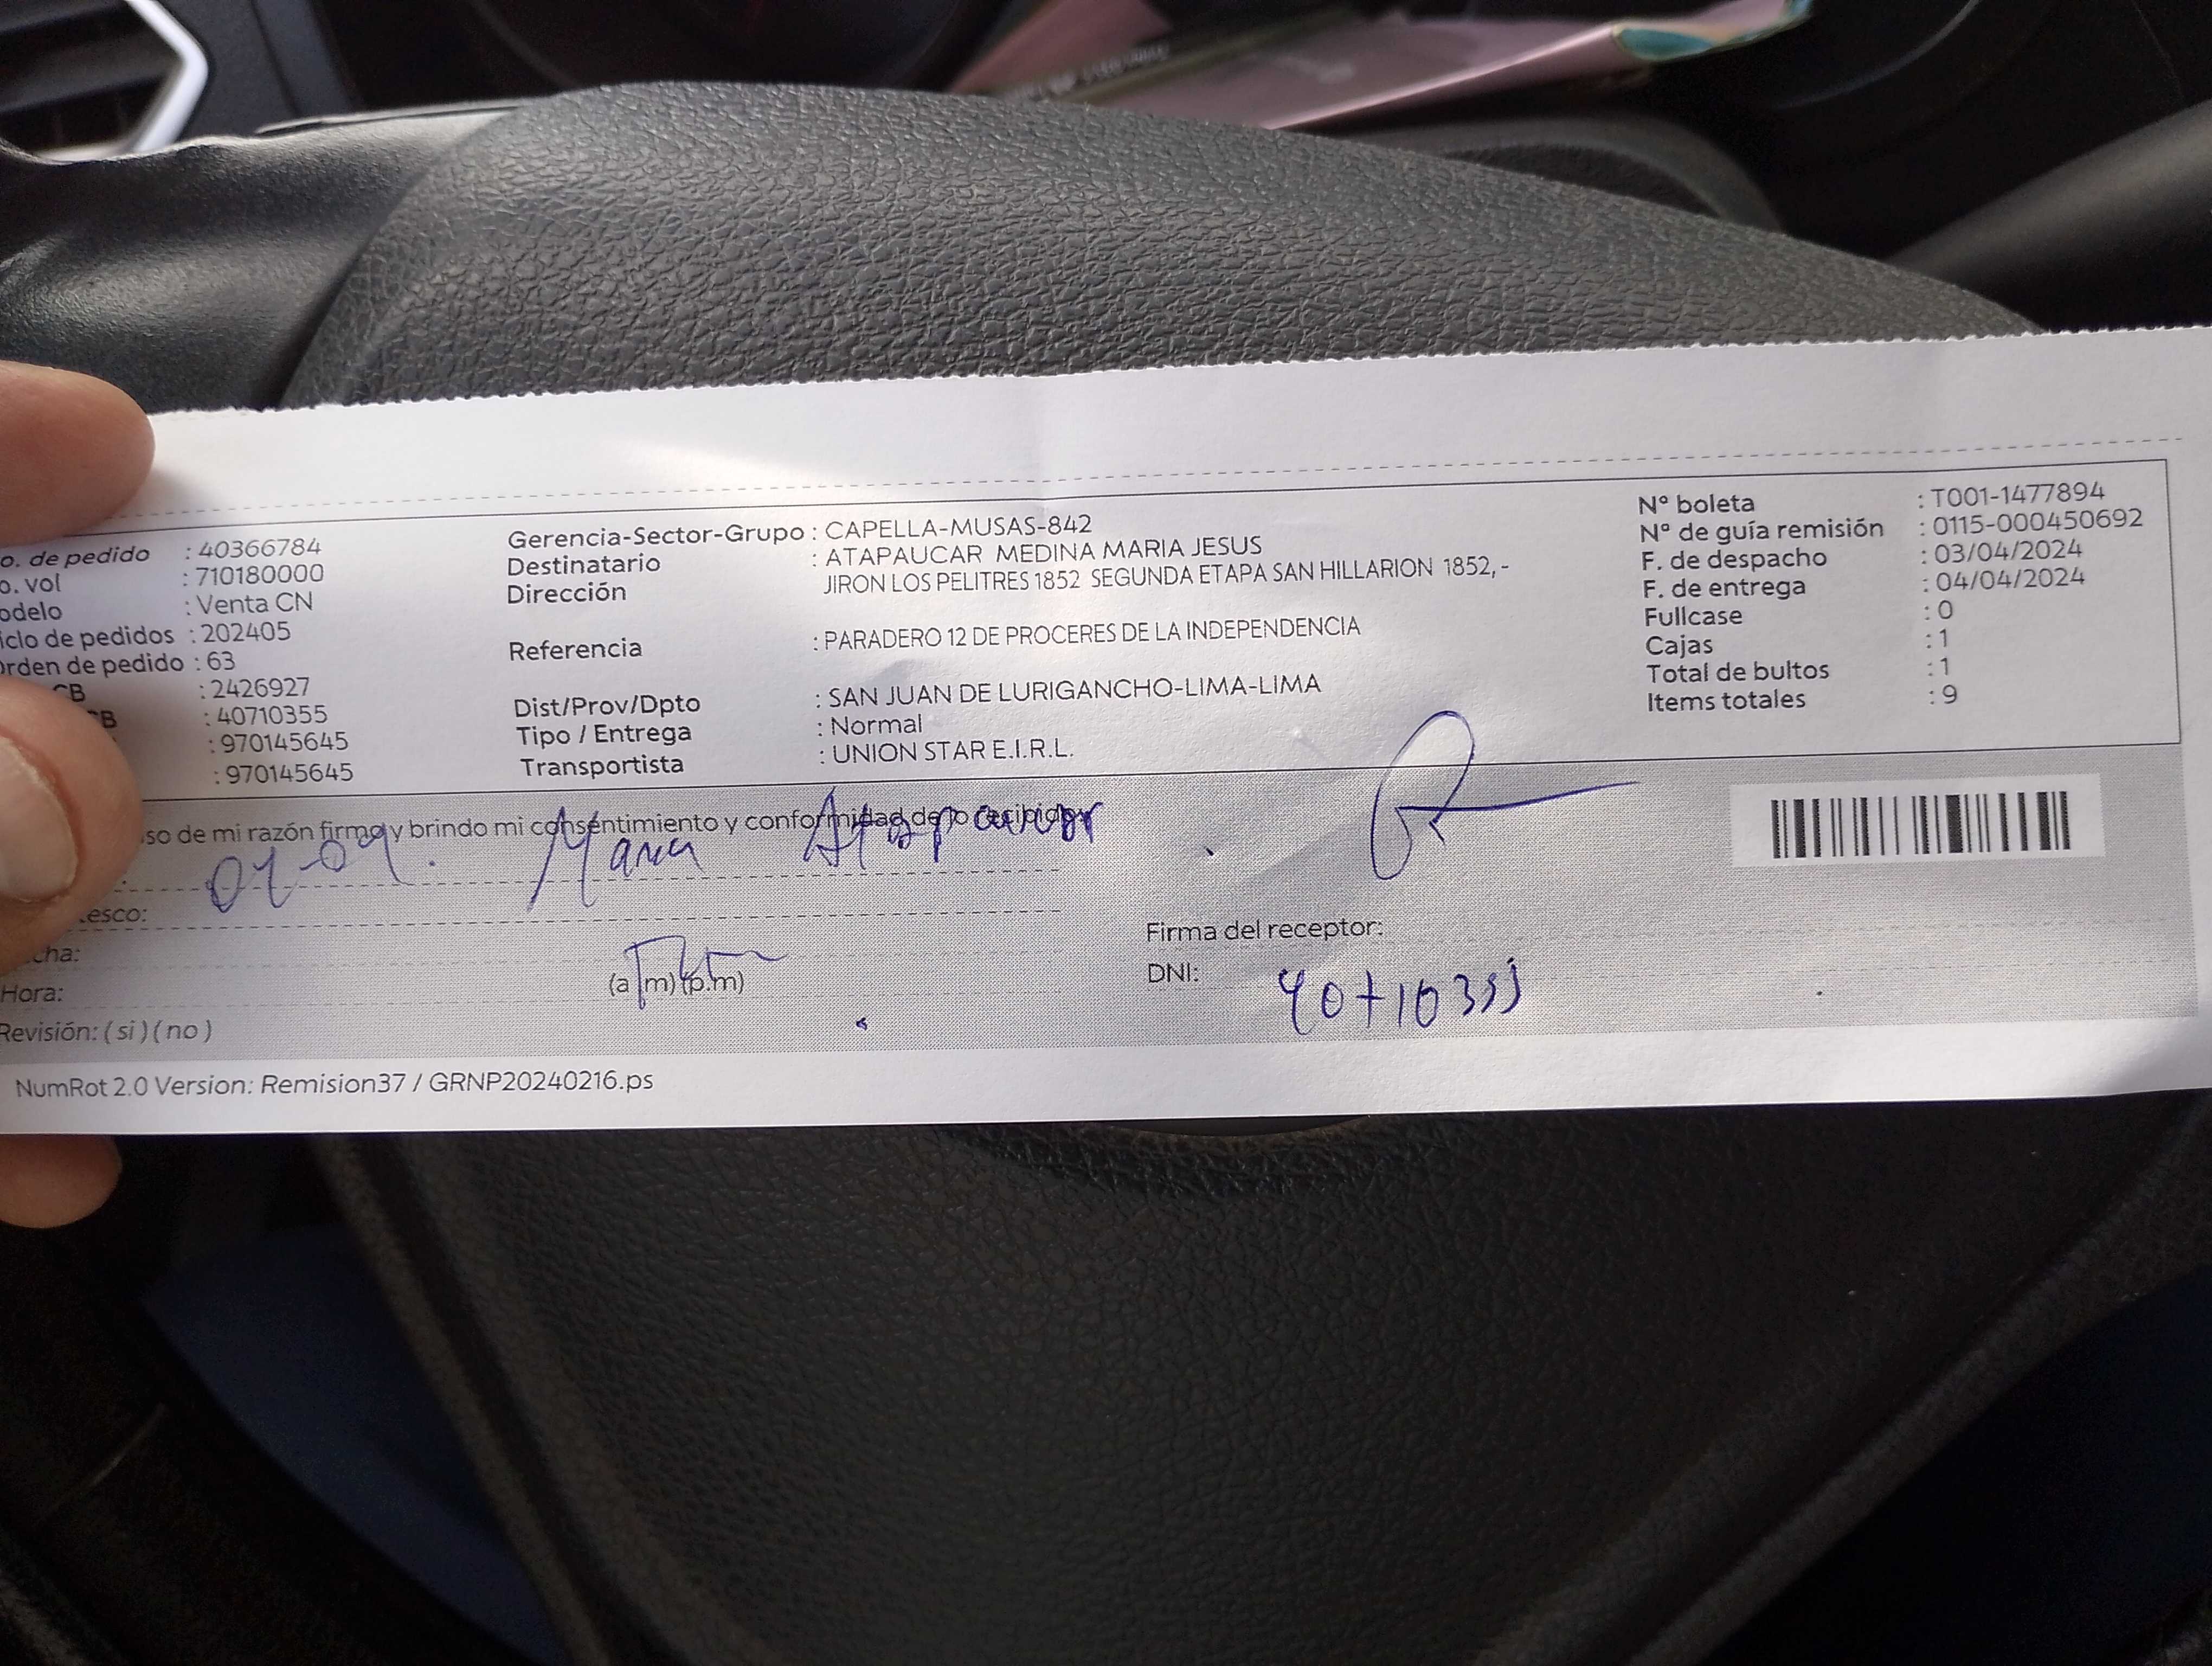 o. de pedido : 40366784
o. vol : 710180000
odelo : Venta CN
iclo de pedidos : 202405
Orden de pedido : 63
CB : 2426927
CB : 40710355
: 970145645
: 970145645
Gerencia-Sector-Grupo : CAPELLA-MUSAS-842
Destinatario : ATAPAUCAR MEDINA MARIA JESUS
Dirección JIRON LOS PELITRES 1852 SEGUNDA ETAPA SAN HILLARION 1852, -
Referencia : PARADERO 12 DE PROCERES DE LA INDEPENDENCIA
Dist/Prov/Dpto : SAN JUAN DE LURIGANCHO-LIMA-LIMA
Tipo / Entrega : Normal
Transportista : UNION STAR E.I.R.L.
N° boleta : T001-1477894
N° de guía remisión : 0115-000450692
F. de despacho : 03/04/2024
F. de entrega : 04/04/2024
Fullcase : 0
Cajas : 1
Total de bultos : 1
Items totales : 9
so de mi razón firmo y brindo mi consentimiento y conformidad de lo recibido
Maria Atapaucar
esco:
cha:
Hora: (a.m) (p.m)
Revisión: ( si ) ( no )
Firma del receptor:
DNI: 40710355
NumRot 2.0 Version: Remision37 / GRNP20240216.ps